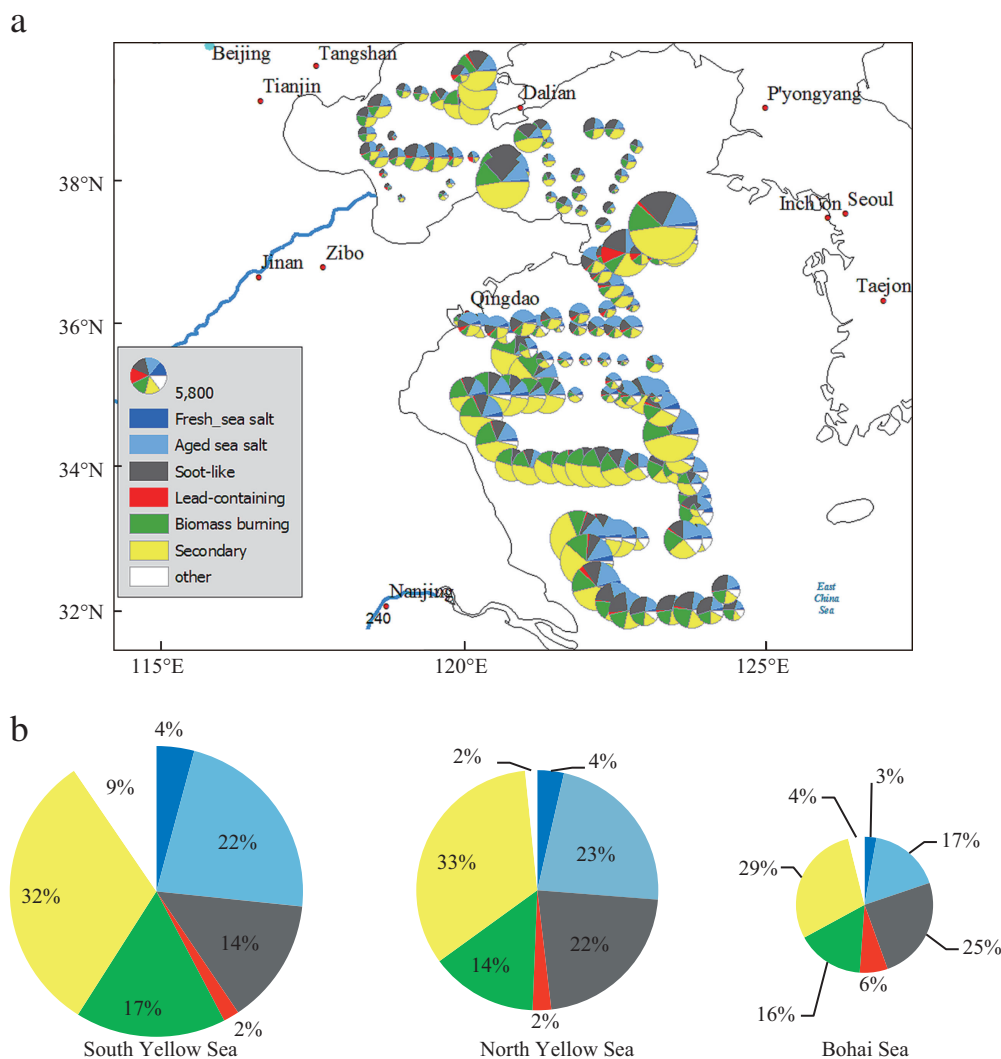 a
Beijing
Tangshan
Tianjin
Dalian
P'yongyang
38°N
Inch'on
Seoul
Jinan
Zibo
Taejon
36°N
Qingdao
5,800
Fresh_sea salt
Aged sea salt
Soot-like
Lead-containing
Biomass burning
Secondary
other
34°N
32°N
Nanjing
240
East
China
Sea
115°E
120°E
125°E
b
4%
9%
22%
32%
14%
17%
2%
South Yellow Sea
2%
4%
33%
23%
14%
22%
2%
North Yellow Sea
4%
3%
17%
29%
25%
6%
16%
Bohai Sea